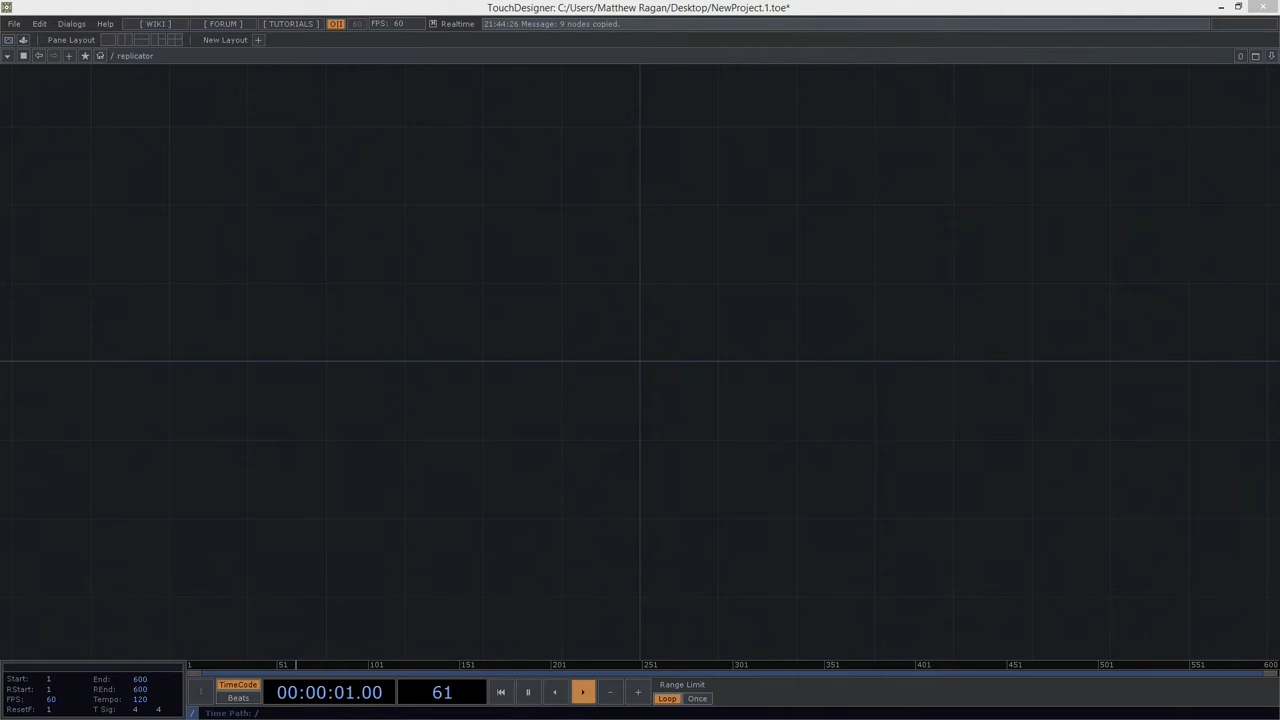 TouchDesigner: C:/Users/Matthew Ragan/Desktop/NewProject.1.toe*
File Edit Dialogs Help [ WIKI ] [ FORUM ] [ TUTORIALS ] O|I 60 FPS: 60 Realtime 21:44:26 Message: 9 nodes copied.
Pane Layout New Layout +
/ replicator 0
1 51 101 151 201 251 301 351 401 451 501 551 600
Start: 1 End: 600
RStart: 1 REnd: 600
FPS: 60 Tempo: 120
ResetF: 1 T Sig: 4 4
TimeCode
Beats
00:00:01.00 61
- +
Range Limit
Loop Once
/ Time Path: /